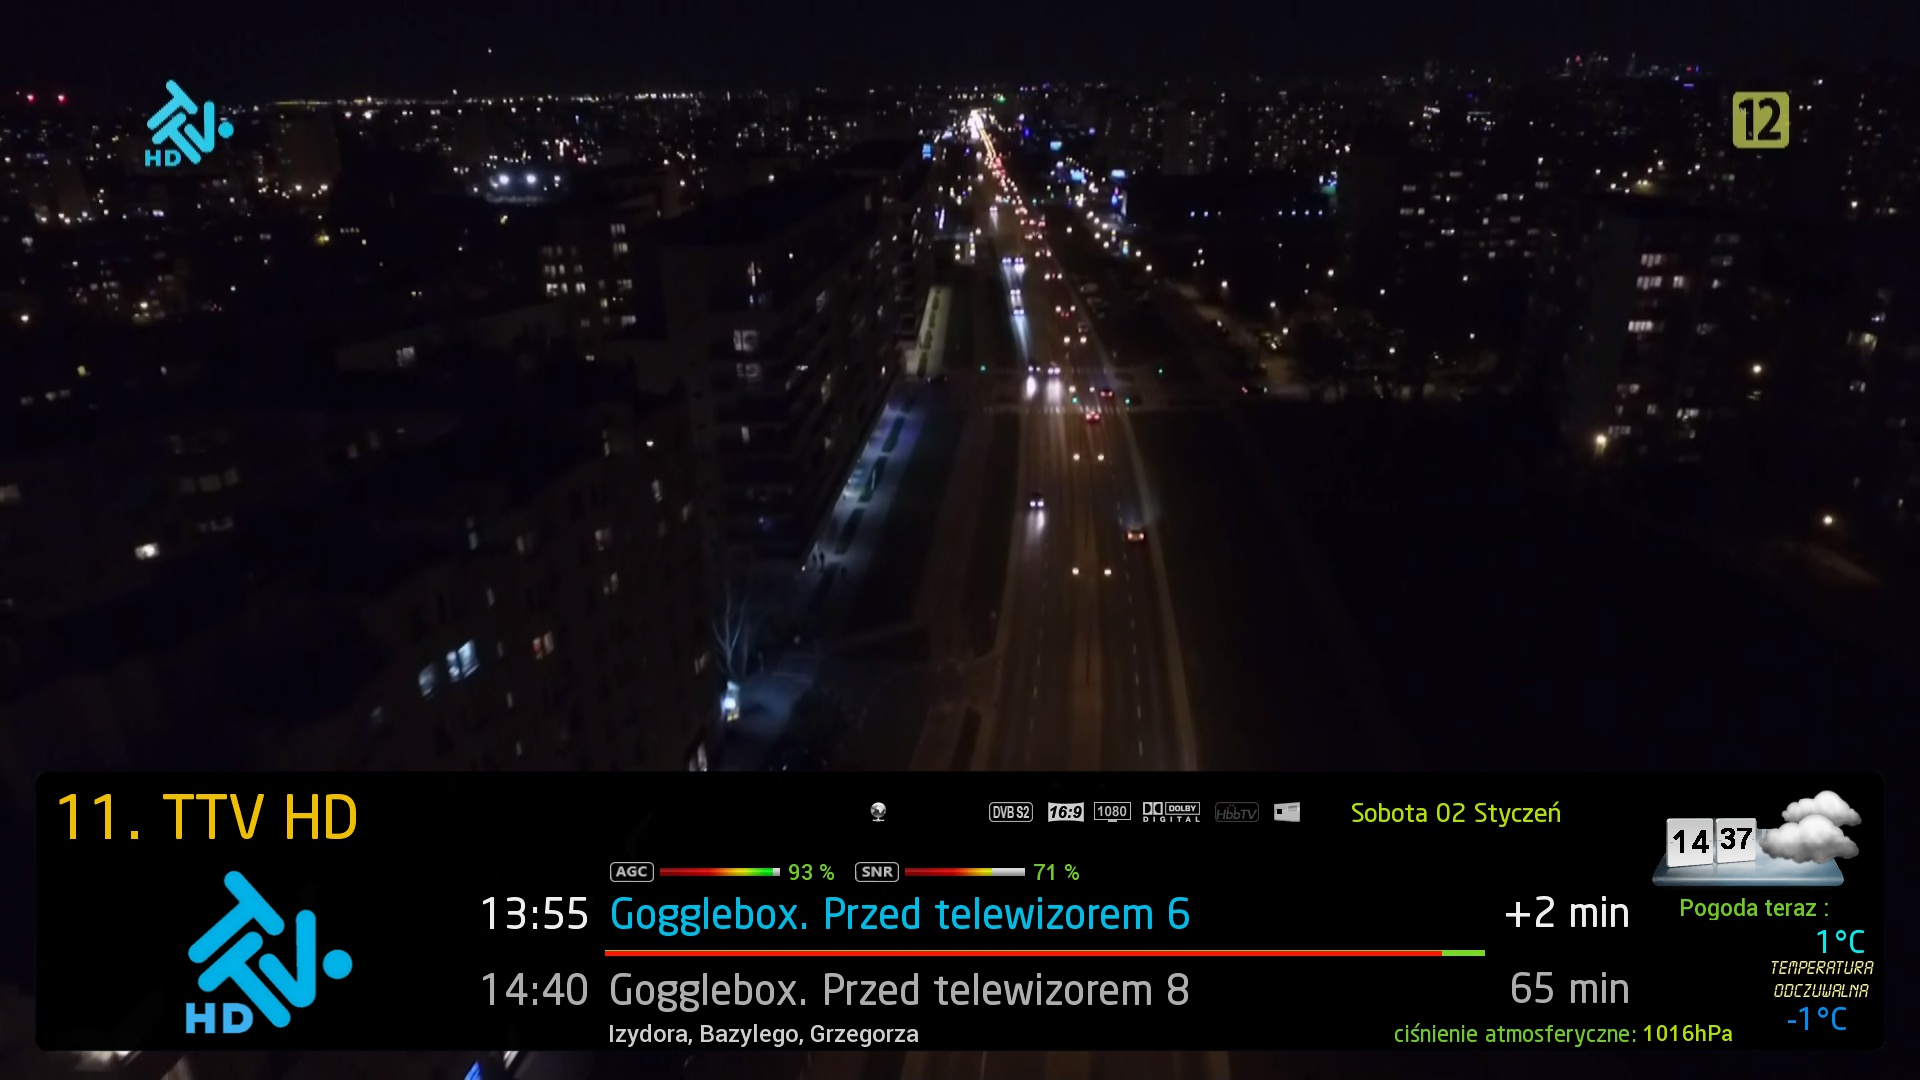 TTV
HD
12
11. TTV HD
DVB S2
16:9
1080
DOLBY
DIGITAL
HbbTV
Sobota 02 Styczeń
14 37
AGC 93 % SNR 71 %
13:55 Gogglebox. Przed telewizorem 6 +2 min
Pogoda teraz :
1°C
TEMPERATURA
ODCZUWALNA
-1°C
TTV
HD
14:40 Gogglebox. Przed telewizorem 8 65 min
Izydora, Bazylego, Grzegorza
ciśnienie atmosferyczne: 1016hPa